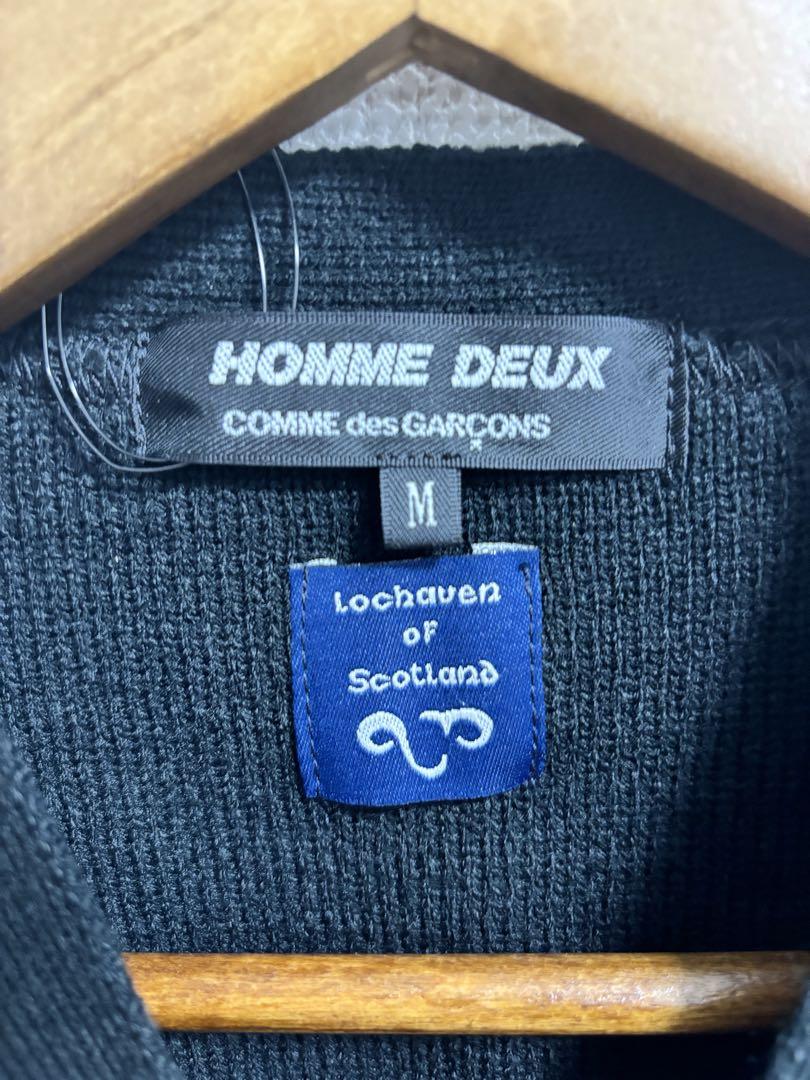 HOMME DEUX
COMME des GARÇONS
M
Lochaven
of
Scotland